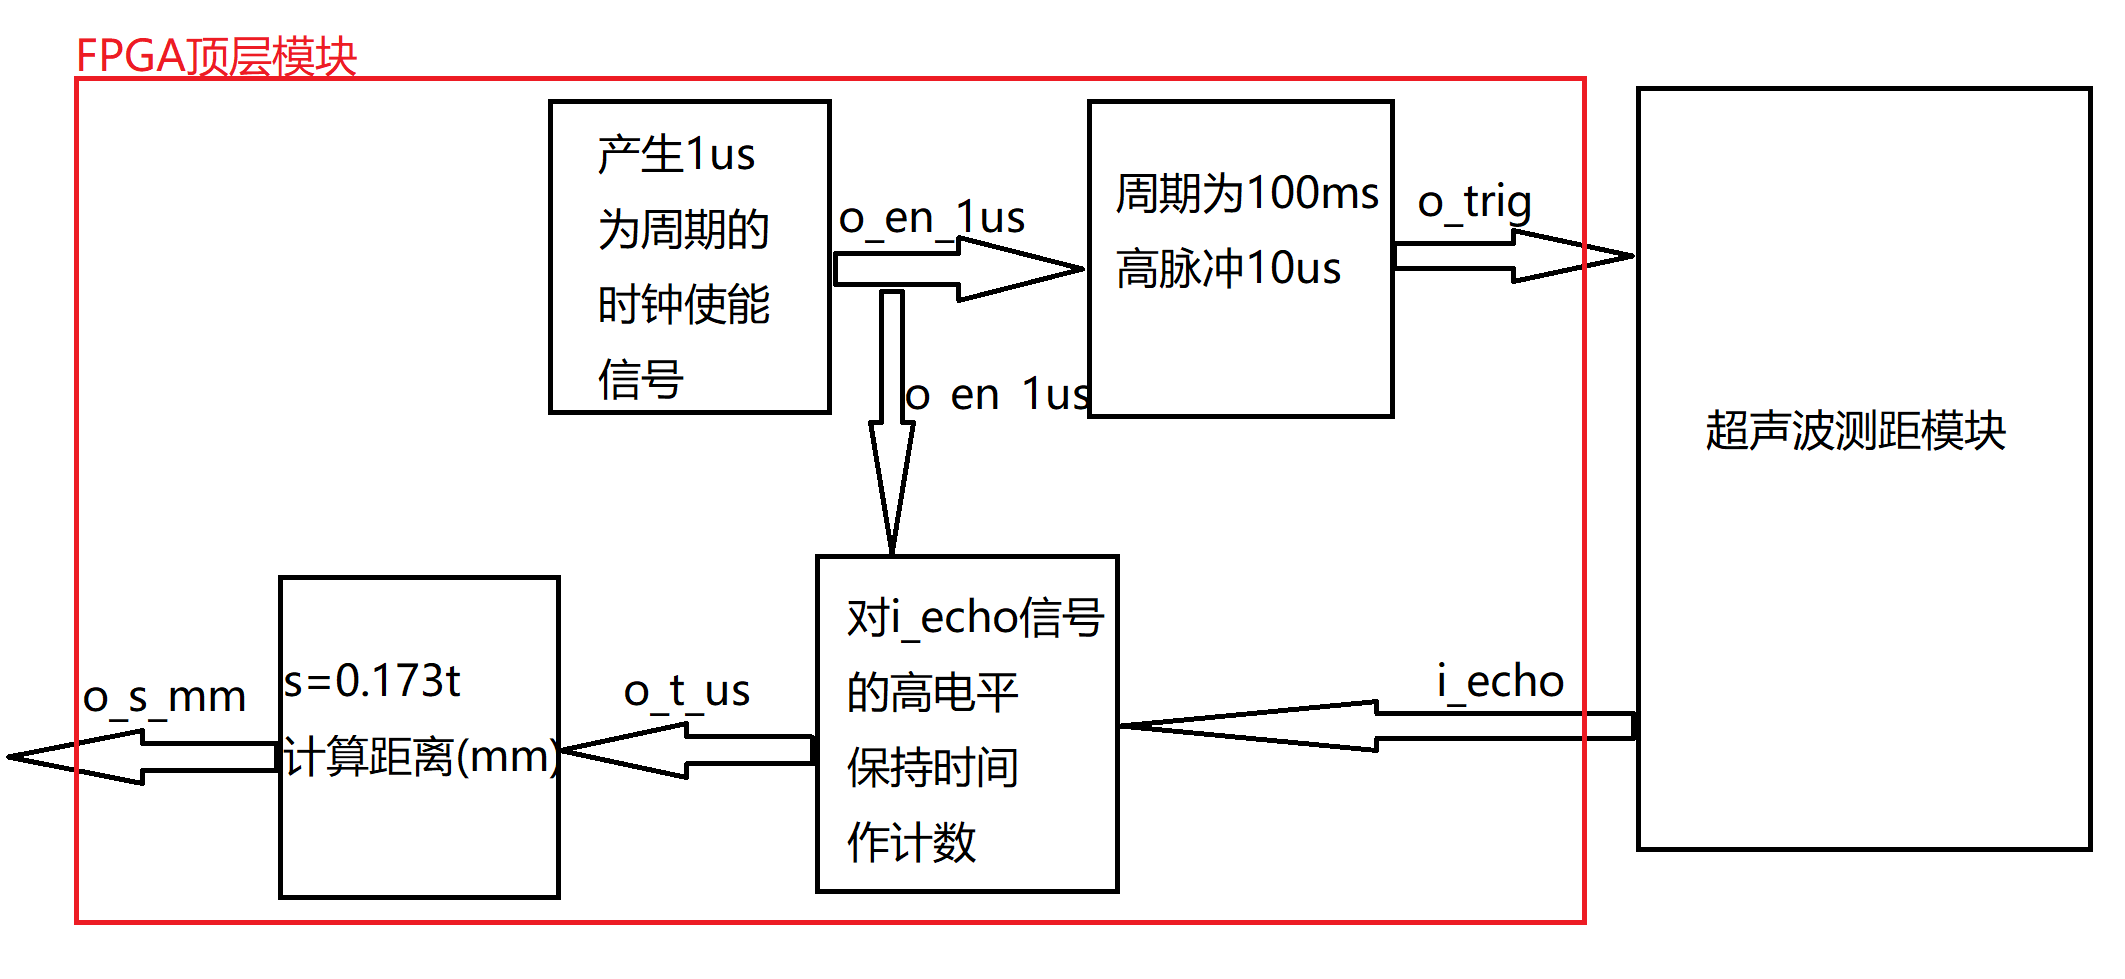 FPGA顶层模块
产生1us
为周期的
时钟使能
信号
o_en_1us
周期为100ms
高脉冲10us
o_trig
o en 1us
超声波测距模块
对i_echo信号
的高电平
保持时间
作计数
i_echo
o_t_us
s=0.173t
计算距离(mm)
o_s_mm